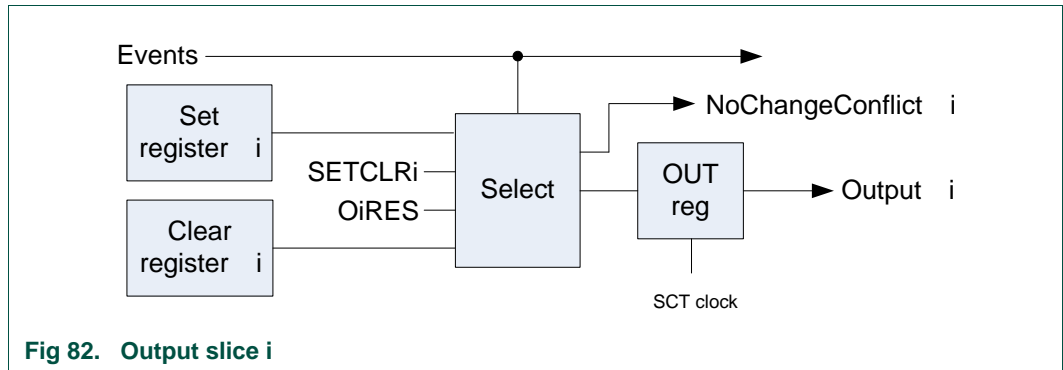 Events
Set
register i
NoChangeConflict i
SETCLRi
OiRES
Select
OUT
reg
Output i
Clear
register i
SCT clock
Fig 82. Output slice i